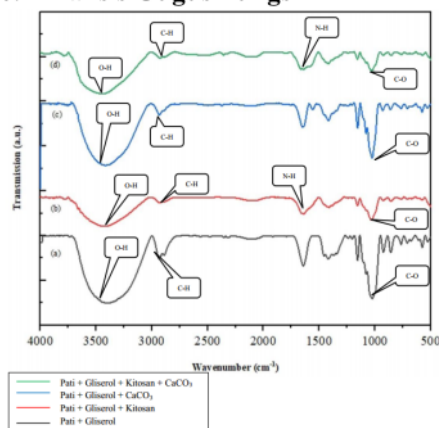 C-H
N-H
(d)
O-H
C-O
(c)
O-H
C-H
C-O
(b)
O-H
C-H
N-H
C-O
(a)
O-H
C-H
C-O
Transmission (a.u.)
4000 3500 3000 2500 2000 1500 1000 500
Wavenumber (cm⁻¹)
Pati + Gliserol + Kitosan + CaCO₃
Pati + Gliserol + CaCO₃
Pati + Gliserol + Kitosan
Pati + Gliserol